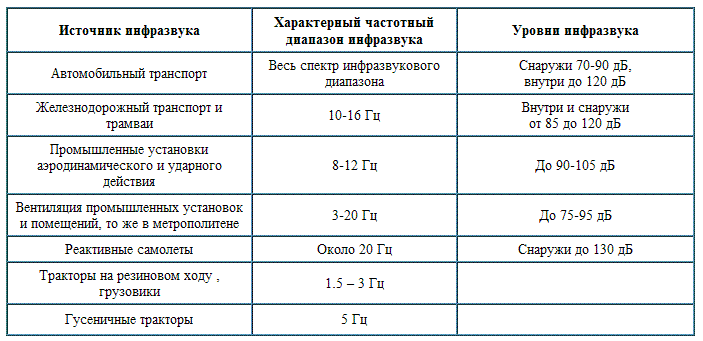 Источник инфразвука
Характерный частотный
диапазон инфразвука
Уровни инфразвука
Автомобильный транспорт
Весь спектр инфразвукового
диапазона
Снаружи 70-90 дБ,
внутри до 120 дБ
Железнодорожный транспорт и
трамваи
10-16 Гц
Внутри и снаружи
от 85 до 120 дБ
Промышленные установки
аэродинамического и ударного
действия
8-12 Гц
До 90-105 дБ
Вентиляция промышленных установок
и помещений, то же в метрополитене
3-20 Гц
До 75-95 дБ
Реактивные самолеты
Около 20 Гц
Снаружи до 130 дБ
Тракторы на резиновом ходу ,
грузовики
1.5 – 3 Гц
Гусеничные тракторы
5 Гц